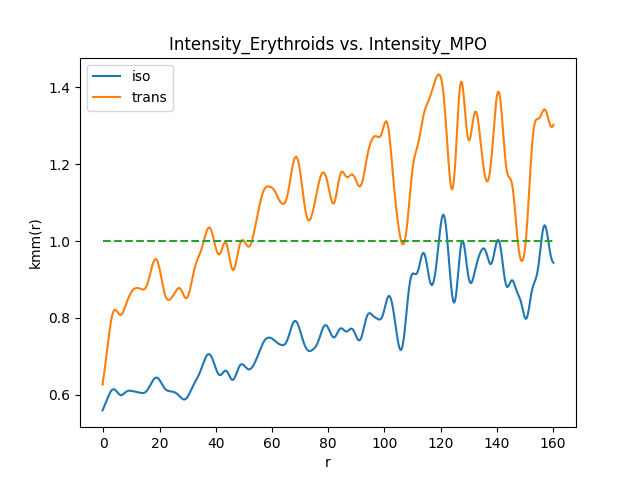 Intensity_Erythroids vs. Intensity_MPO
iso
trans
1.4
1.2
1.0
0.8
0.6
kmm(r)
0 20 40 60 80 100 120 140 160
r